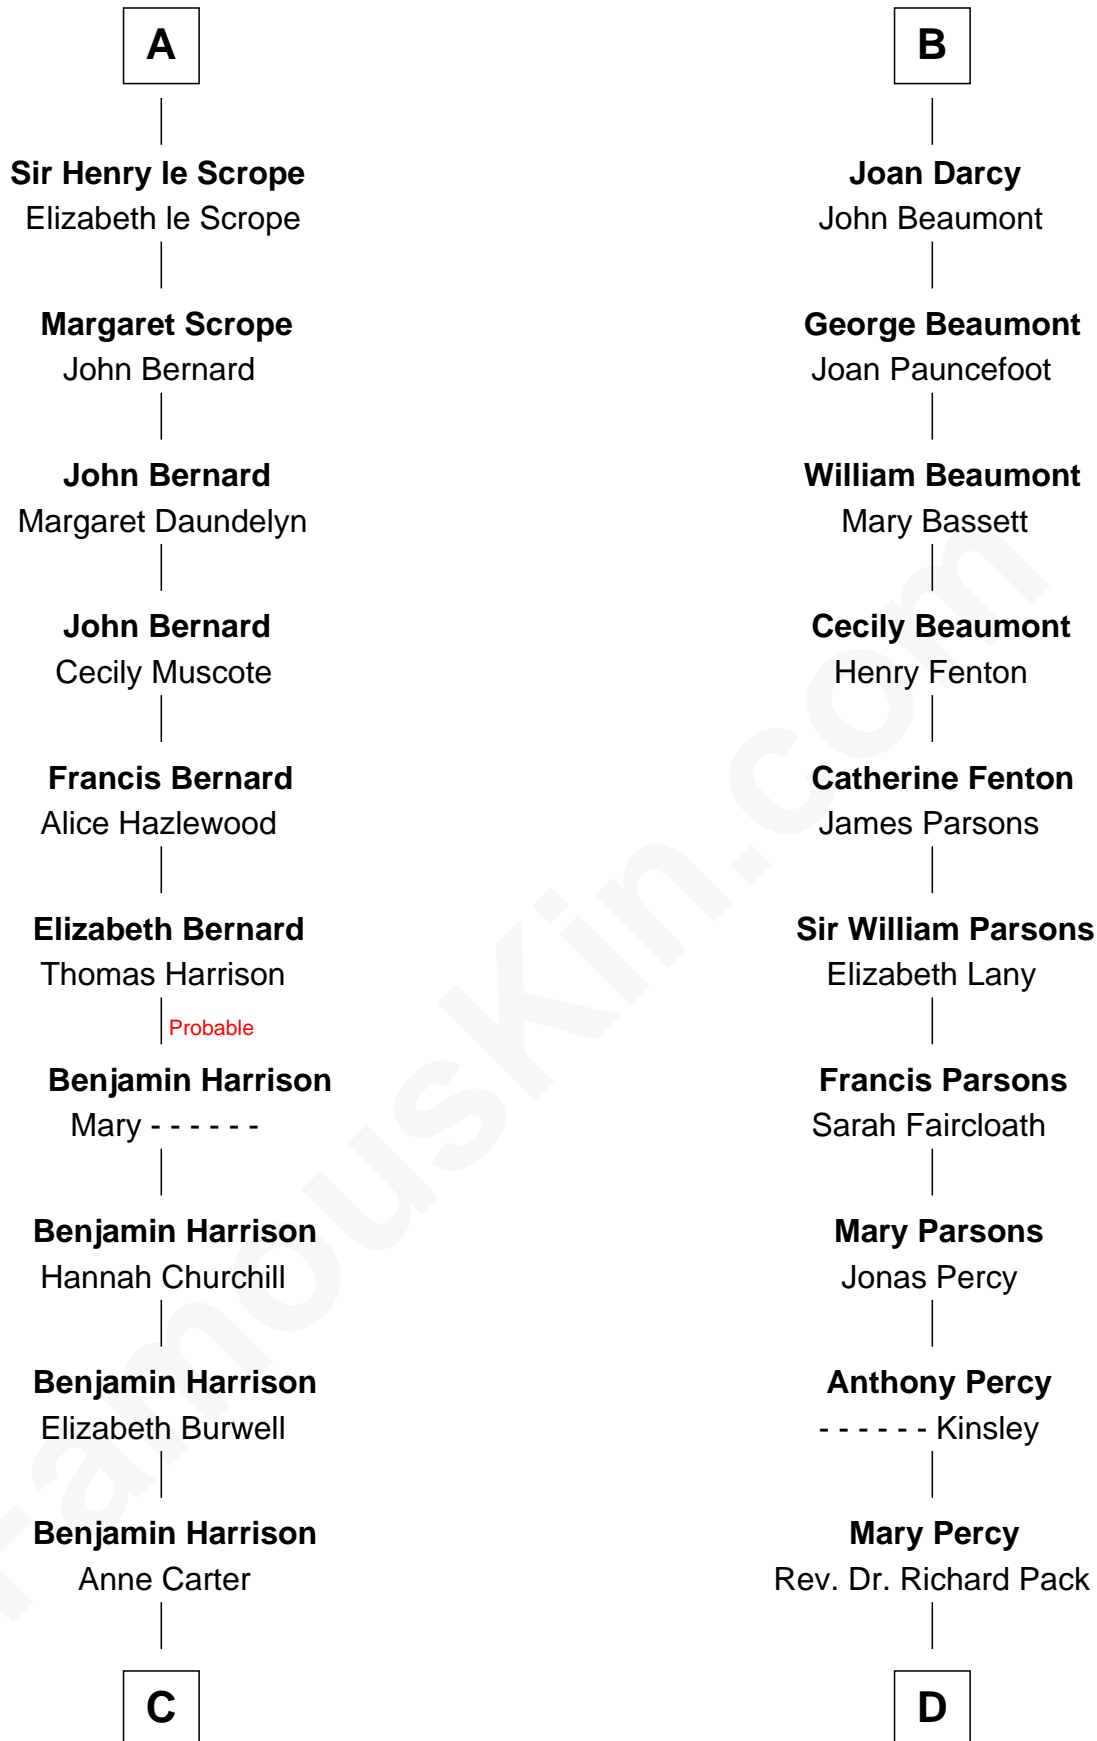 A
Sir Henry le Scrope
Elizabeth le Scrope
Margaret Scrope
John Bernard
John Bernard
Margaret Daundelyn
John Bernard
Cecily Muscote
Francis Bernard
Alice Hazlewood
Elizabeth Bernard
Thomas Harrison
Probable
Benjamin Harrison
Mary - - - - - -
Benjamin Harrison
Hannah Churchill
Benjamin Harrison
Elizabeth Burwell
Benjamin Harrison
Anne Carter
C
B
Joan Darcy
John Beaumont
George Beaumont
Joan Pauncefoot
William Beaumont
Mary Bassett
Cecily Beaumont
Henry Fenton
Catherine Fenton
James Parsons
Sir William Parsons
Elizabeth Lany
Francis Parsons
Sarah Faircloath
Mary Parsons
Jonas Percy
Anthony Percy
- - - - - - Kinsley
Mary Percy
Rev. Dr. Richard Pack
D
FamousKin.com